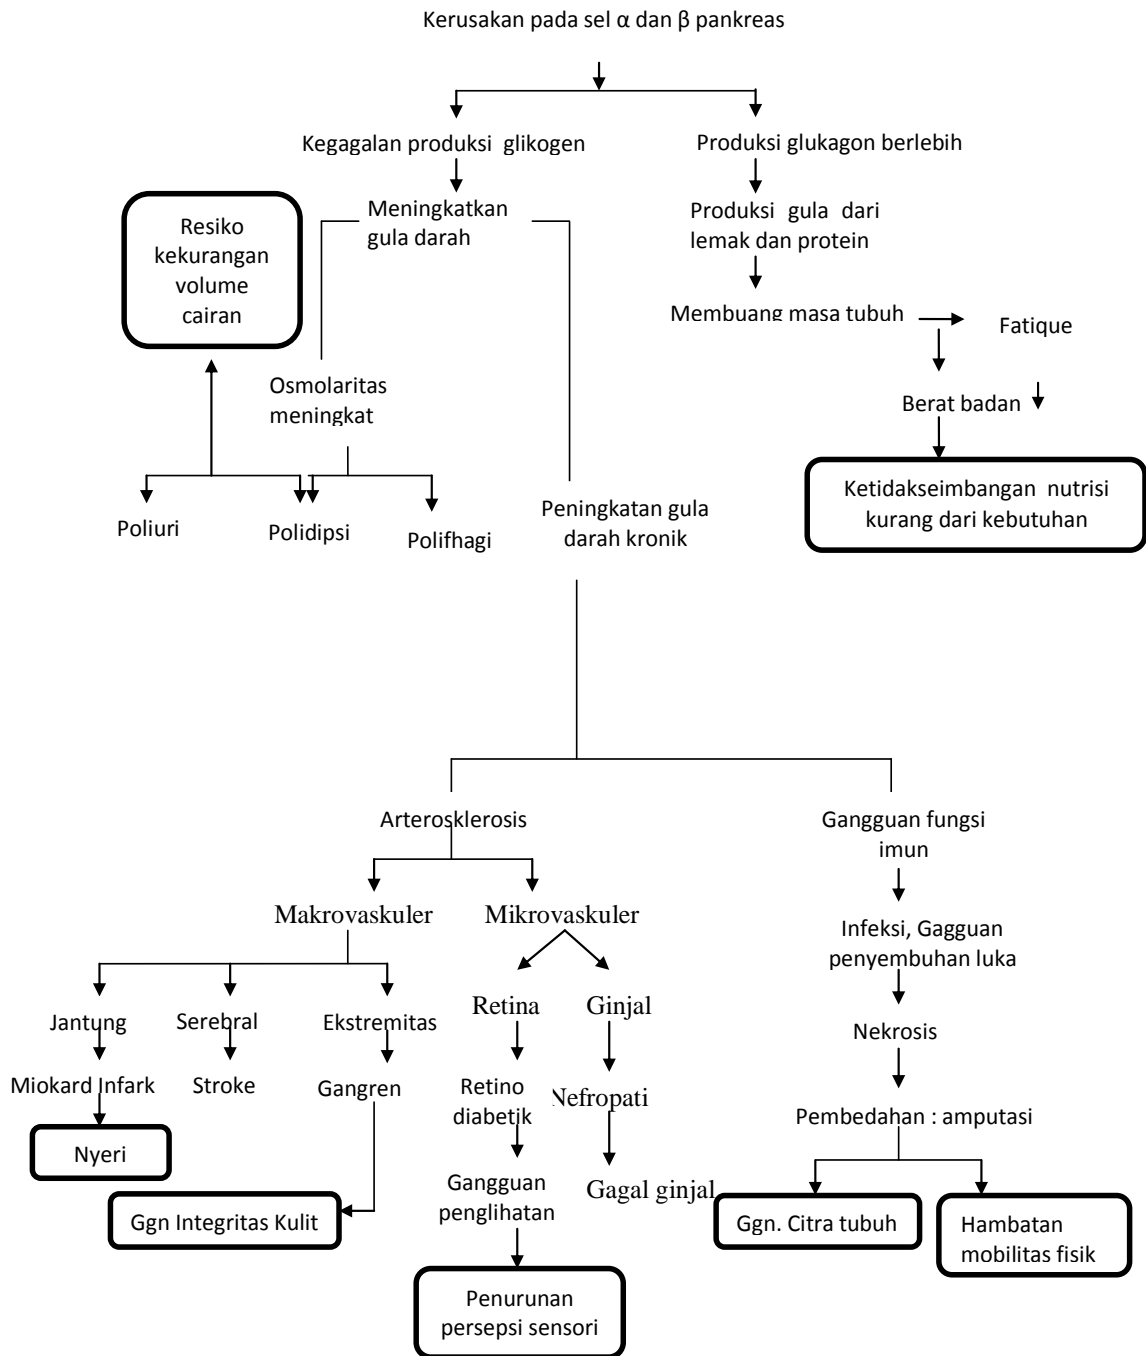 Kerusakan pada sel α dan β pankreas
Kegagalan produksi glikogen
Produksi glukagon berlebih
Resiko
kekurangan
volume
cairan
Meningkatkan
gula darah
Produksi gula dari
lemak dan protein
Membuang masa tubuh
Fatique
Osmolaritas
meningkat
Berat badan
Ketidakseimbangan nutrisi
kurang dari kebutuhan
Poliuri
Polidipsi
Polifhagi
Peningkatan gula
darah kronik
Arterosklerosis
Gangguan fungsi
imun
Makrovaskuler
Mikrovaskuler
Infeksi, Gagguan
penyembuhan luka
Jantung
Serebral
Ekstremitas
Retina
Ginjal
Nekrosis
Miokard Infark
Stroke
Gangren
Retino
diabetik
Nefropati
Pembedahan : amputasi
Nyeri
Gangguan
penglihatan
Gagal ginjal
Ggn Integritas Kulit
Ggn. Citra tubuh
Hambatan
mobilitas fisik
Penurunan
persepsi sensori